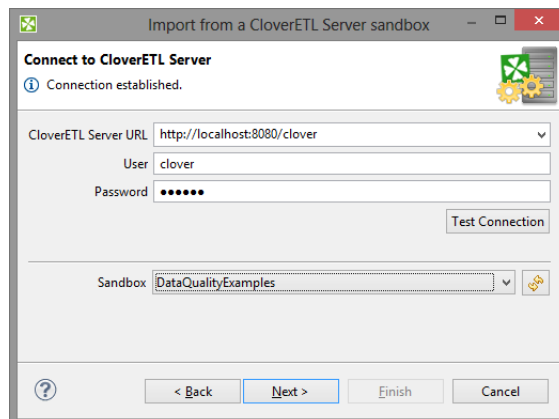 Import from a CloverETL Server sandbox
Connect to CloverETL Server
Connection established.
CloverETL Server URL http://localhost:8080/clover
User clover
Password ●●●●●●
Test Connection
Sandbox DataQualityExamples
? < Back Next > Finish Cancel